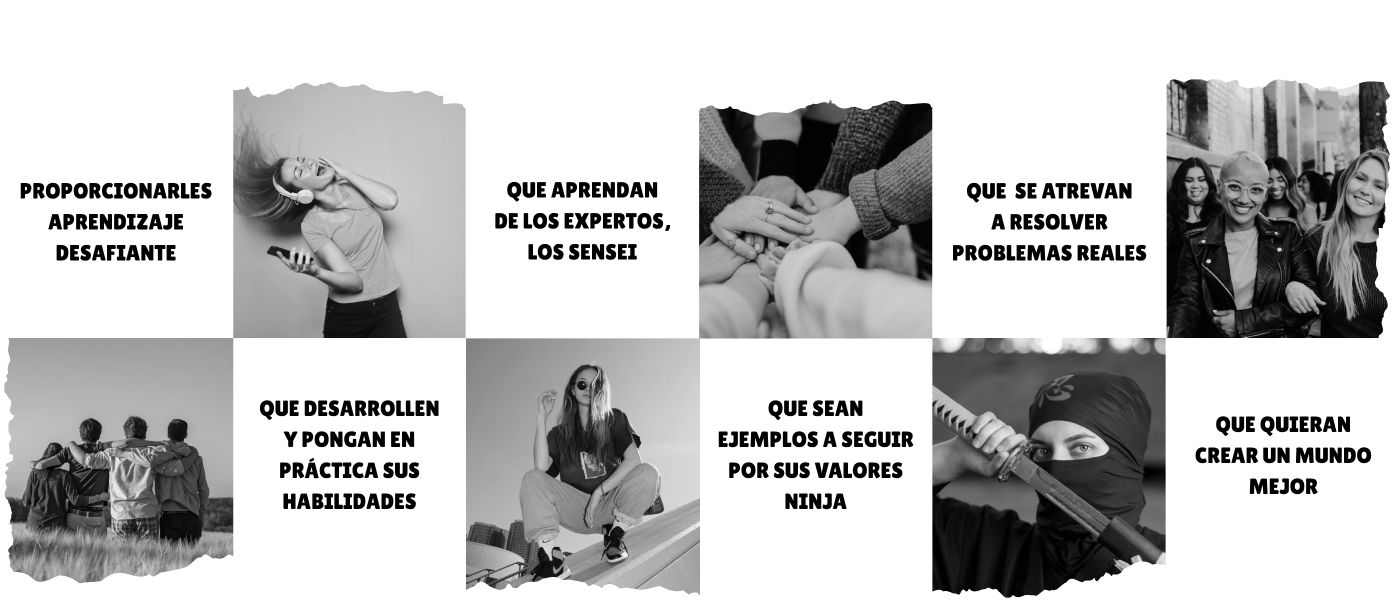 PROPORCIONARLES
APRENDIZAJE
DESAFIANTE
QUE APRENDAN
DE LOS EXPERTOS,
LOS SENSEI
QUE SE ATREVAN
A RESOLVER
PROBLEMAS REALES
QUE DESARROLLEN
Y PONGAN EN
PRÁCTICA SUS
HABILIDADES
QUE SEAN
EJEMPLOS A SEGUIR
POR SUS VALORES
NINJA
QUE QUIERAN
CREAR UN MUNDO
MEJOR